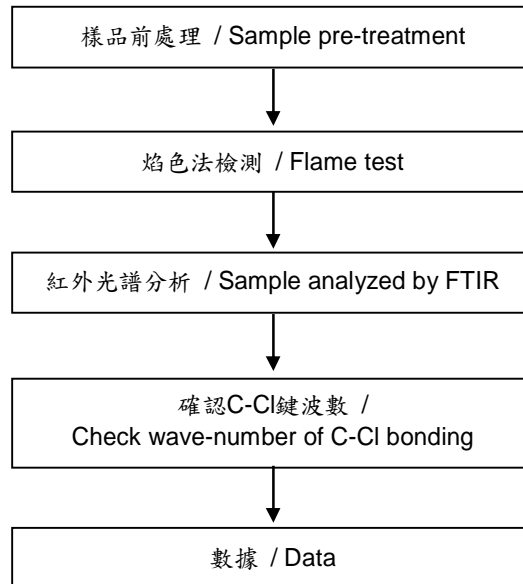 樣品前處理 / Sample pre-treatment
焰色法檢測 / Flame test
紅外光譜分析 / Sample analyzed by FTIR
確認C-Cl鍵波數 /
Check wave-number of C-Cl bonding
數據 / Data